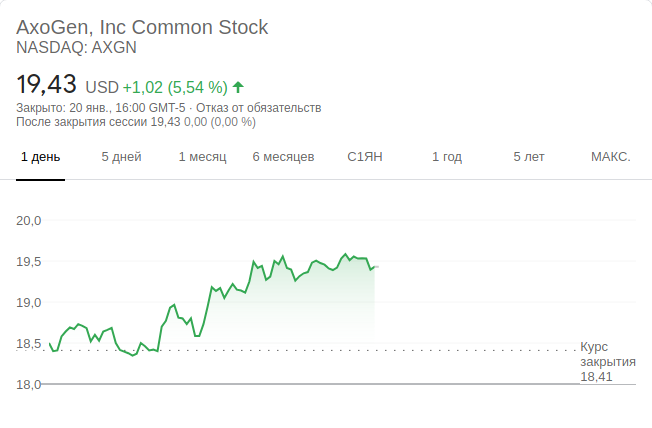 AxoGen, Inc Common Stock
NASDAQ: AXGN
19,43 USD +1,02 (5,54 %)
Закрыто: 20 янв., 16:00 GMT-5 · Отказ от обязательств
После закрытия сессии 19,43 0,00 (0,00 %)
1 день 5 дней 1 месяц 6 месяцев С1ЯН 1 год 5 лет МАКС.
20,0
19,5
19,0
18,5
Курс
закрытия
18,41
18,0